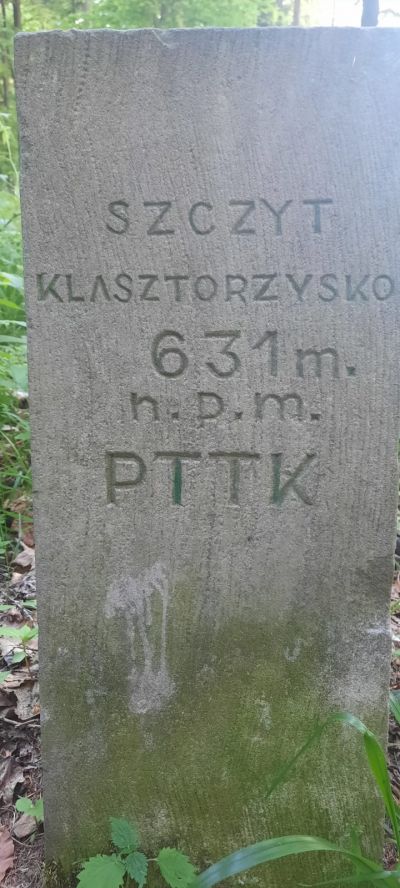 SZCZYT
KLASZTORZYSKO
631 m.
n.p.m.
PTTK